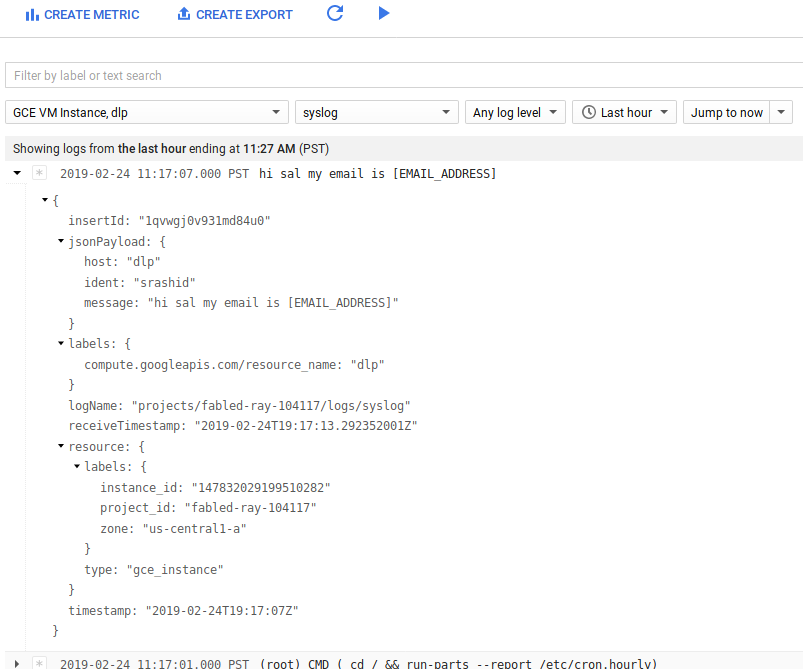 CREATE METRIC CREATE EXPORT
Filter by label or text search
GCE VM Instance, dlp syslog Any log level Last hour Jump to now
Showing logs from the last hour ending at 11:27 AM (PST)
* 2019-02-24 11:17:07.000 PST hi sal my email is [EMAIL_ADDRESS]
{
insertId: "1qvwgj0v931md84u0"
jsonPayload: {
host: "dlp"
ident: "srashid"
message: "hi sal my email is [EMAIL_ADDRESS]"
}
labels: {
compute.googleapis.com/resource_name: "dlp"
}
logName: "projects/fabled-ray-104117/logs/syslog"
receiveTimestamp: "2019-02-24T19:17:13.292352001Z"
resource: {
labels: {
instance_id: "147832029199510282"
project_id: "fabled-ray-104117"
zone: "us-central1-a"
}
type: "gce_instance"
}
timestamp: "2019-02-24T19:17:07Z"
}
* 2019-02-24 11:17:01.000 PST (root) CMD ( cd / && run-parts --report /etc/cron.hourly)